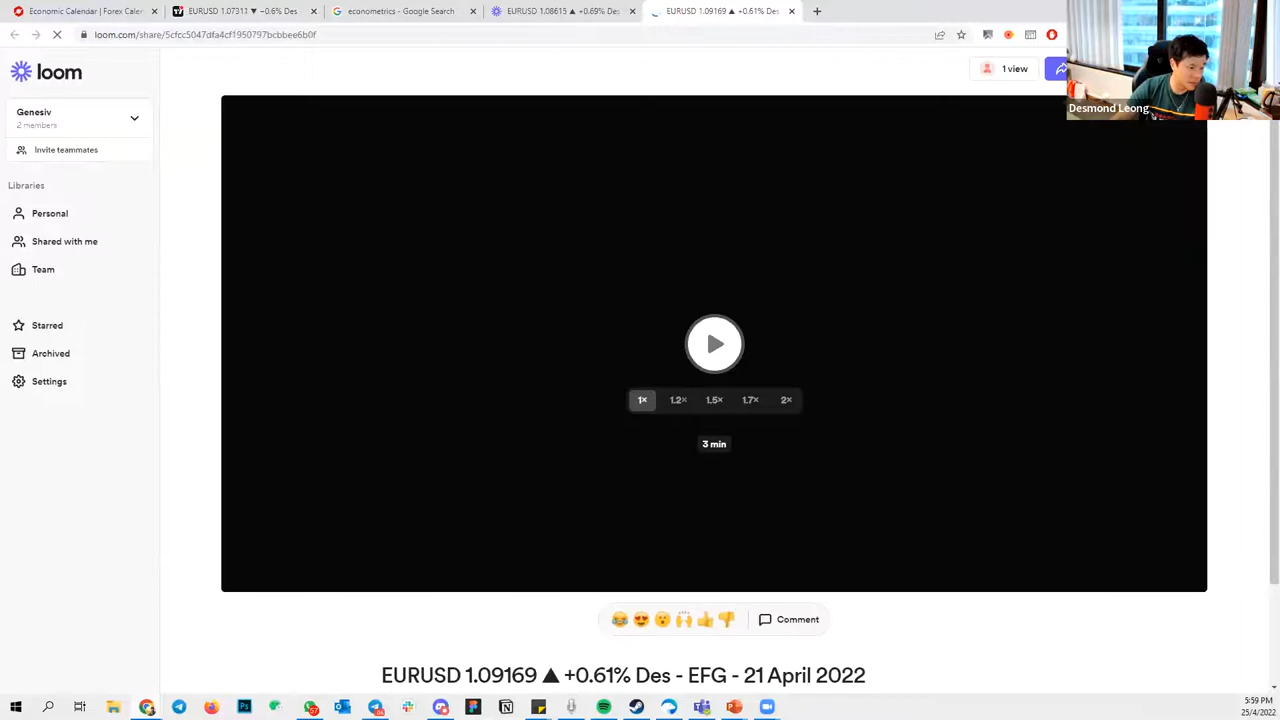 Economic Calendar | Forex Caler
EURUSD 1.07311 ▼ −0.6% Des
econometrics - Google Search
EURUSD 1.08615 ▲ +0.69% Des
EURUSD 1.09169 ▲ +0.61% Des
loom.com/share/5cfcc5047dfa4cf1950797bcbbee6b0f
loom
1 view
Genesiv
2 members
Desmond Leong
Invite teammates
Libraries
Personal
Shared with me
Team
Starred
Archived
Settings
1× 1.2× 1.5× 1.7× 2×
3 min
Comment
EURUSD 1.09169 ▲ +0.61% Des - EFG - 21 April 2022
5:59 PM
25/4/2022